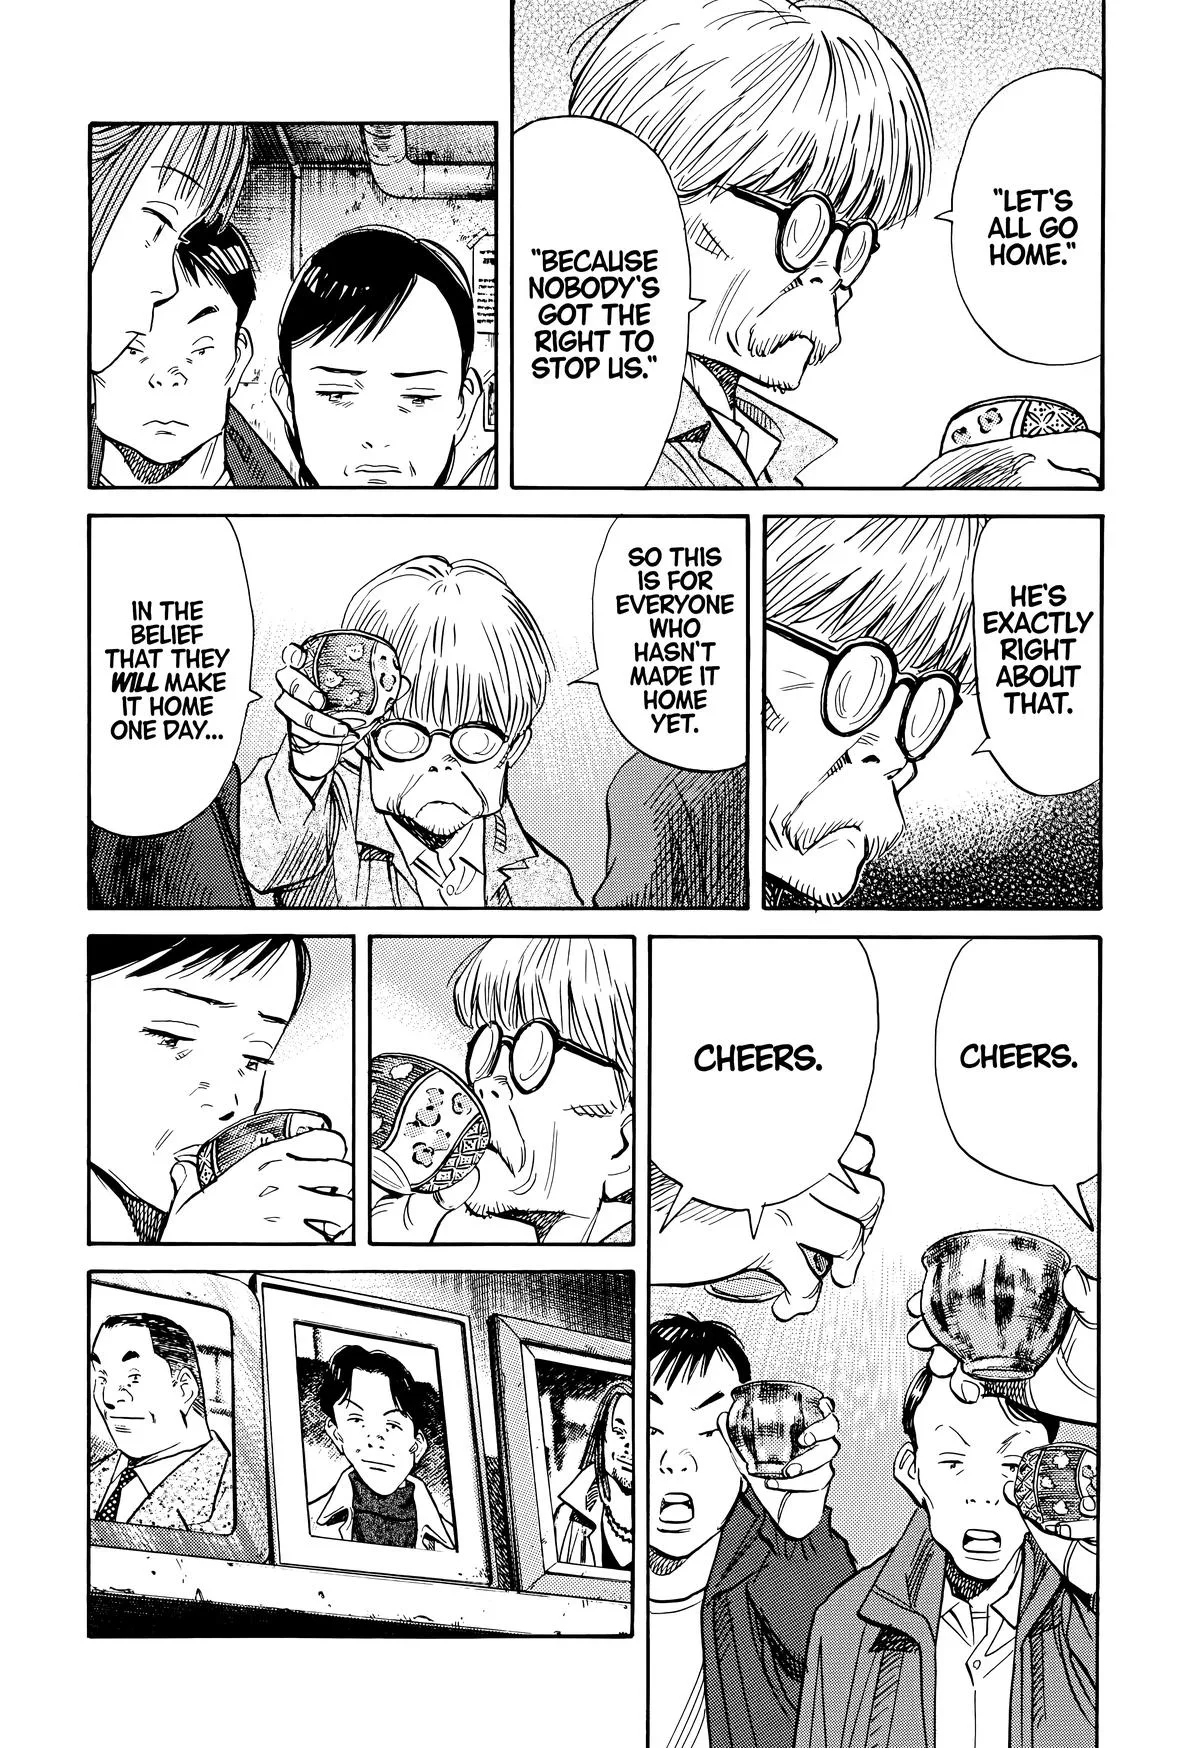 "LET'S
ALL GO
HOME."
"BECAUSE
NOBODY'S
GOT THE
RIGHT TO
STOP US."
HE'S
EXACTLY
RIGHT
ABOUT
THAT.
SO THIS
IS FOR
EVERYONE
WHO
HASN'T
MADE IT
HOME
YET.
IN THE
BELIEF
THAT THEY
WILL MAKE
IT HOME
ONE DAY...
CHEERS.
CHEERS.